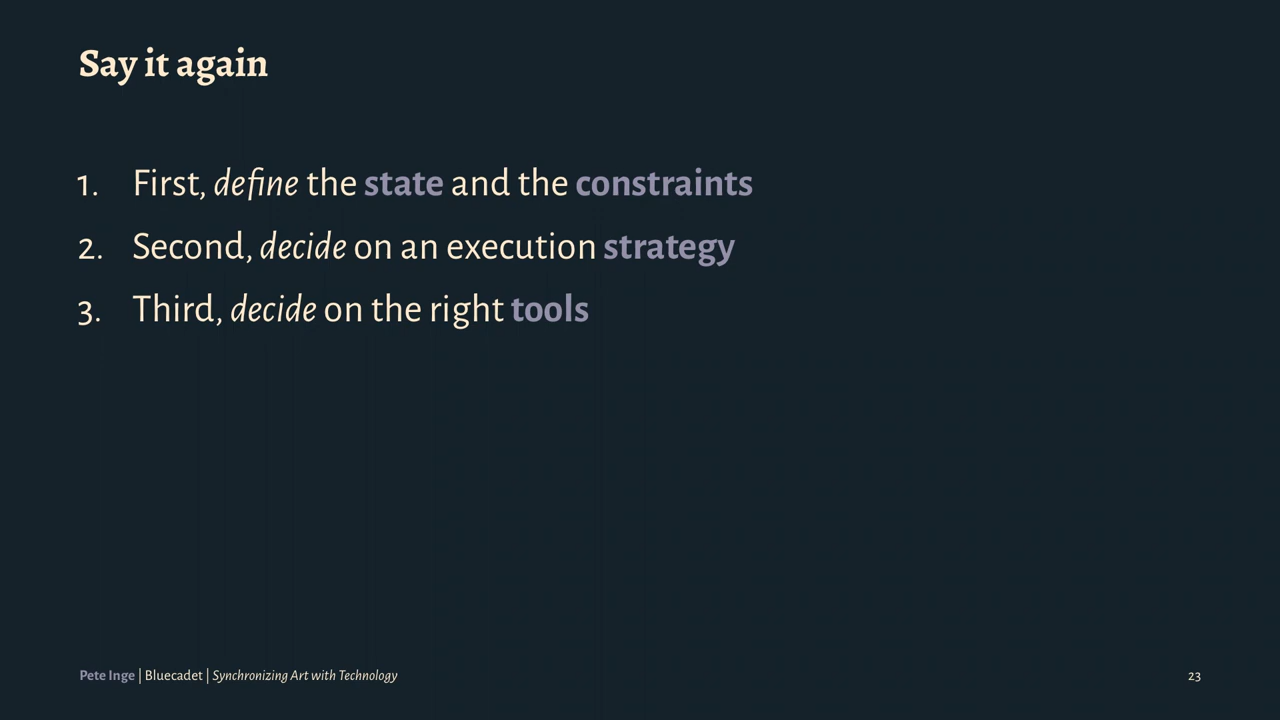 Say it again
1. First, define the state and the constraints
2. Second, decide on an execution strategy
3. Third, decide on the right tools
Pete Inge | Bluecadet | Synchronizing Art with Technology
23